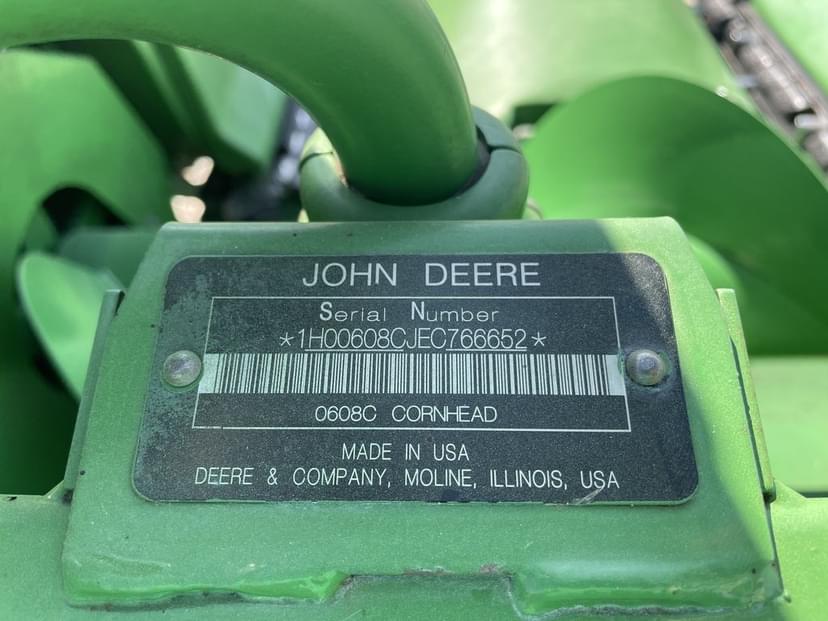 JOHN DEERE
Serial Number
*1H00608CJEC766652*
0608C CORNHEAD
MADE IN USA
DEERE & COMPANY, MOLINE, ILLINOIS, USA